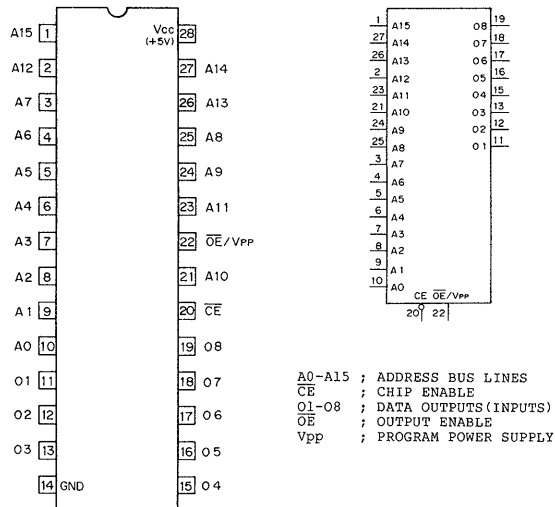 A15 1
Vcc
(+5V)
28
A12 2
27 A14
A7 3
26 A13
A6 4
25 A8
A5 5
24 A9
A4 6
23 A11
A3 7
22 OE/VPP
A2 8
21 A10
A1 9
20 CE
A0 10
19 O8
O1 11
18 O7
O2 12
17 O6
O3 13
16 O5
14 GND
15 O4
1 A15
27 A14
26 A13
2 A12
23 A11
21 A10
24 A9
25 A8
3 A7
4 A6
5 A5
6 A4
7 A3
8 A2
9 A1
10 A0
O8 19
O7 18
O6 17
O5 16
O4 15
O3 13
O2 12
O1 11
CE OE/VPP
20 22
A0-A15 ; ADDRESS BUS LINES
CE ; CHIP ENABLE
O1-O8 ; DATA OUTPUTS(INPUTS)
OE ; OUTPUT ENABLE
Vpp ; PROGRAM POWER SUPPLY